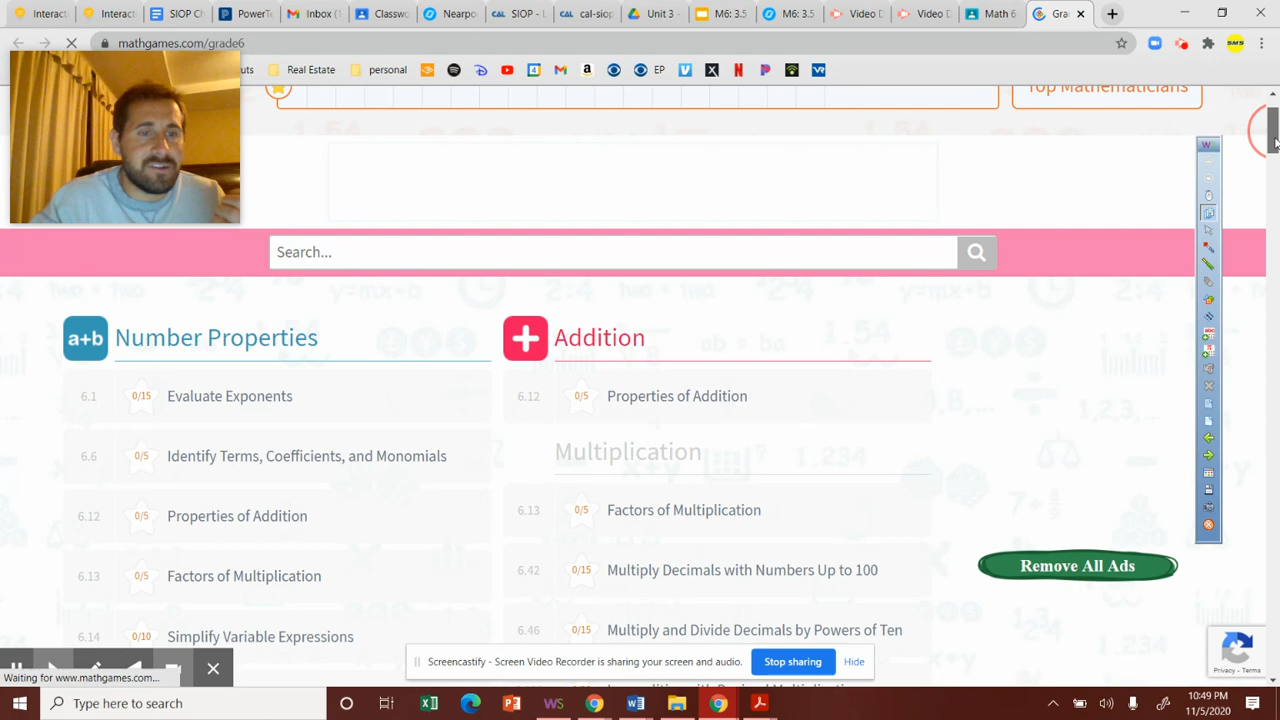 Interact Interact SIOP Ch PowerTe Inbox (1 Classwo Nearpo CAL SIOP - L CAL cal-siop Unit 3 - M6: 3.5 M6: 3.5 Video D Video D Math 6 Gra
mathgames.com/grade6
uts Real Estate personal EP SMS
Top Mathematicians
Search...
a+b Number Properties
Addition
6.1 0/15 Evaluate Exponents
6.12 0/5 Properties of Addition
6.6 0/5 Identify Terms, Coefficients, and Monomials
Multiplication
6.12 0/5 Properties of Addition
6.13 0/5 Factors of Multiplication
6.13 0/5 Factors of Multiplication
6.42 0/15 Multiply Decimals with Numbers Up to 100
Remove All Ads
6.14 0/10 Simplify Variable Expressions
6.46 0/15 Multiply and Divide Decimals by Powers of Ten
Privacy - Terms
Screencastify - Screen Video Recorder is sharing your screen and audio. Stop sharing Hide
Waiting for www.mathgames.com...
Type here to search
10:49 PM
11/5/2020